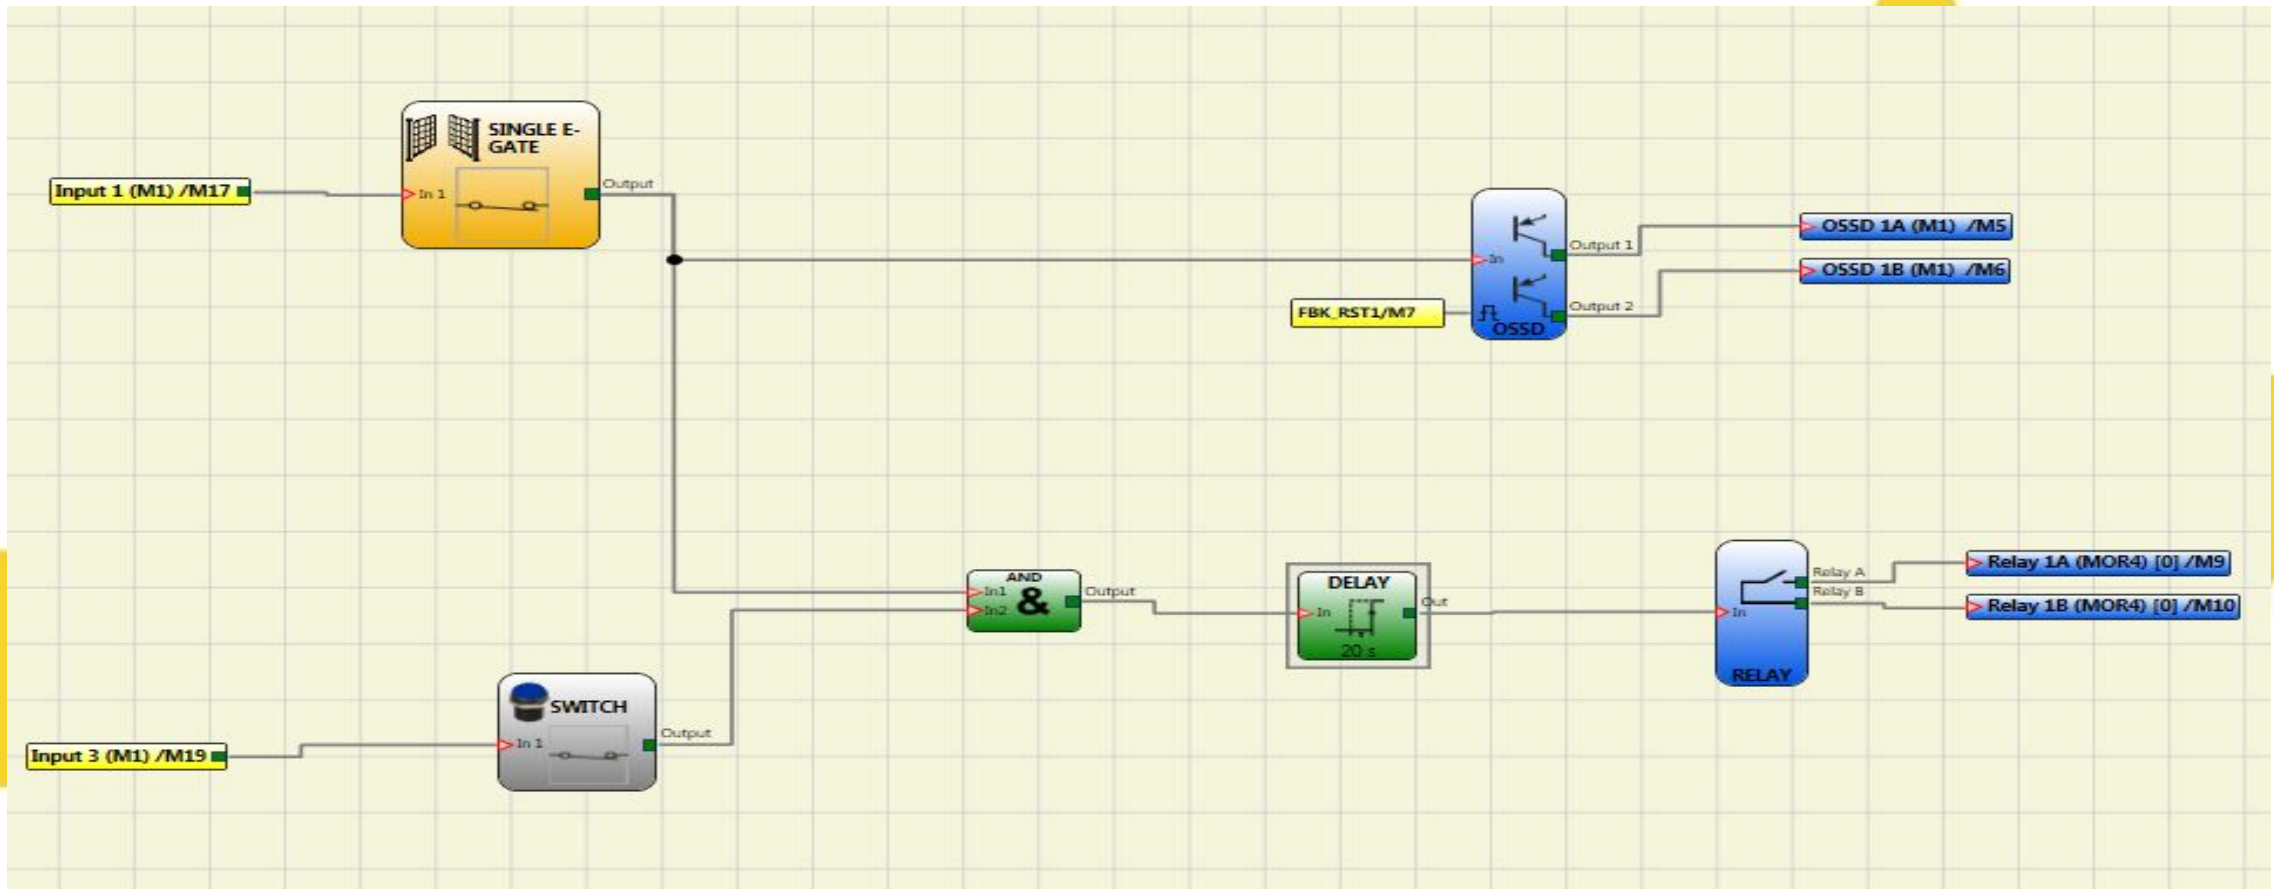 SINGLE E-
GATE
Input 1 (M1) /M17
In 1
Output
In
Output 1
Output 2
OSSD
FBK_RST1/M7
OSSD 1A (M1) /M5
OSSD 1B (M1) /M6
AND
In1
In2
&
Output
DELAY
In
Out
20 s
In
Relay A
Relay B
RELAY
Relay 1A (MOR4) [0] /M9
Relay 1B (MOR4) [0] /M10
SWITCH
In 1
Output
Input 3 (M1) /M19